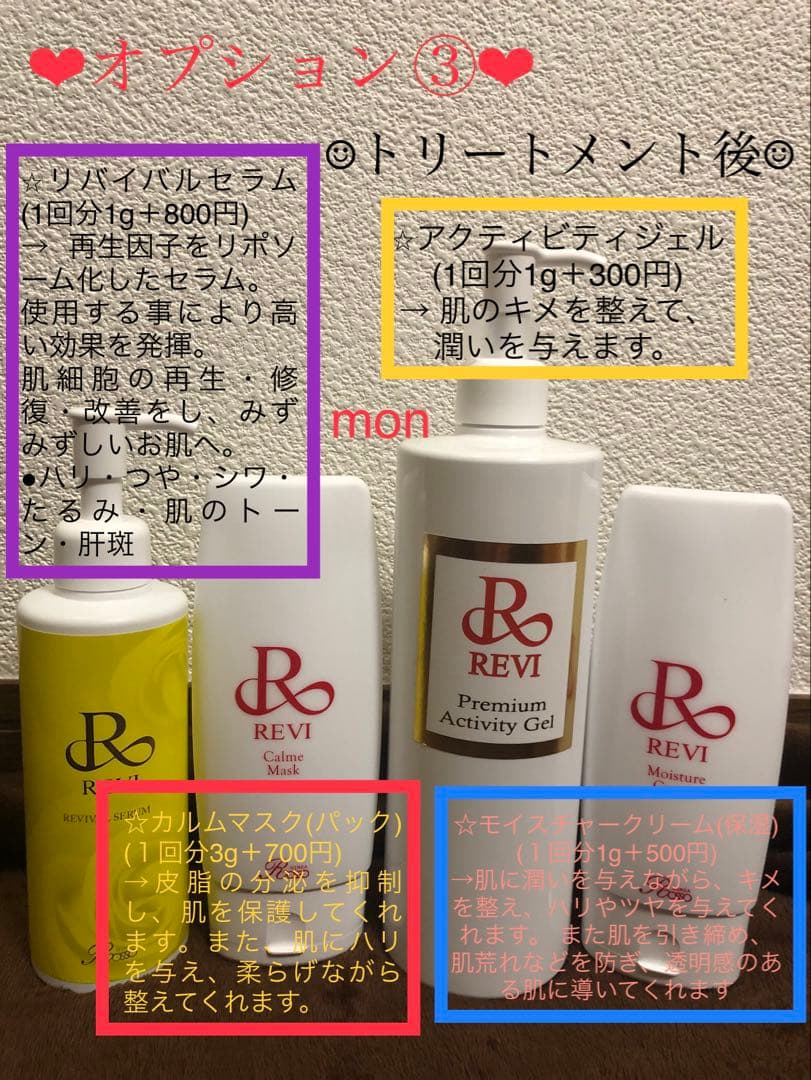 ❤オプション③❤
☺トリートメント後☺
☆リバイバルセラム
(1回分1g＋800円)
→ 再生因子をリポソ
ーム化したセラム。
使用する事により高
い効果を発揮。
肌細胞の再生・修
復・改善をし、みず
みずしいお肌へ。
●ハリ・つや・シワ・
たるみ・肌のトー
ン・肝斑
☆アクティビティジェル
(1回分1g＋300円)
→ 肌のキメを整えて、
潤いを与えます。
mon
R
REVI
REVIVAL SERUM
Rosso
R
REVI
Calme
Mask
R
REVI
Premium
Activity Gel
R
REVI
Moisture
☆カルムマスク(パック)
(１回分3g＋700円)
→皮脂の分泌を抑制
し、肌を保護してくれ
ます。また、肌にハリ
を与え、柔らげながら
整えてくれます。
☆モイスチャークリーム(保湿)
(１回分1g＋500円)
→肌に潤いを与えながら、キメ
を整え、ハリやツヤを与えてく
れます。 また肌を引き締め、
肌荒れなどを防ぎ、透明感のあ
る肌に導いてくれます